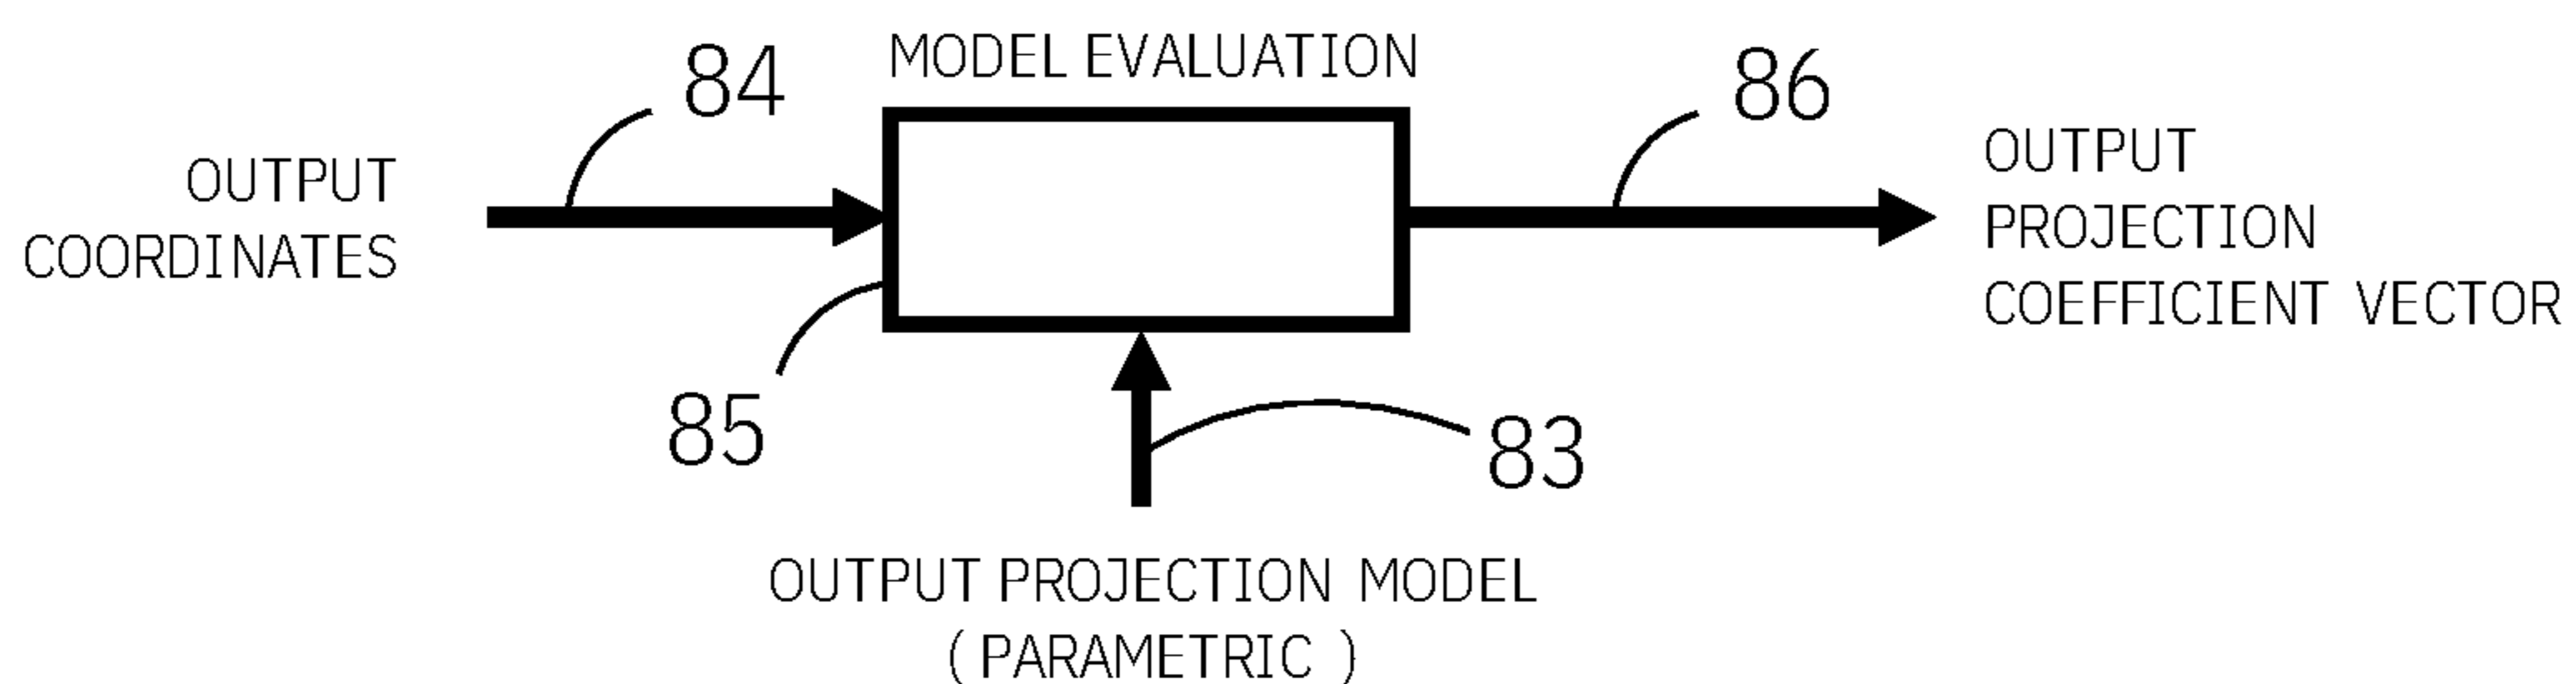 MODEL EVALUATION
84
86
OUTPUT
COORDINATES
OUTPUT
PROJECTION
COEFFICIENT VECTOR
85
83
OUTPUT PROJECTION MODEL
( PARAMETRIC )